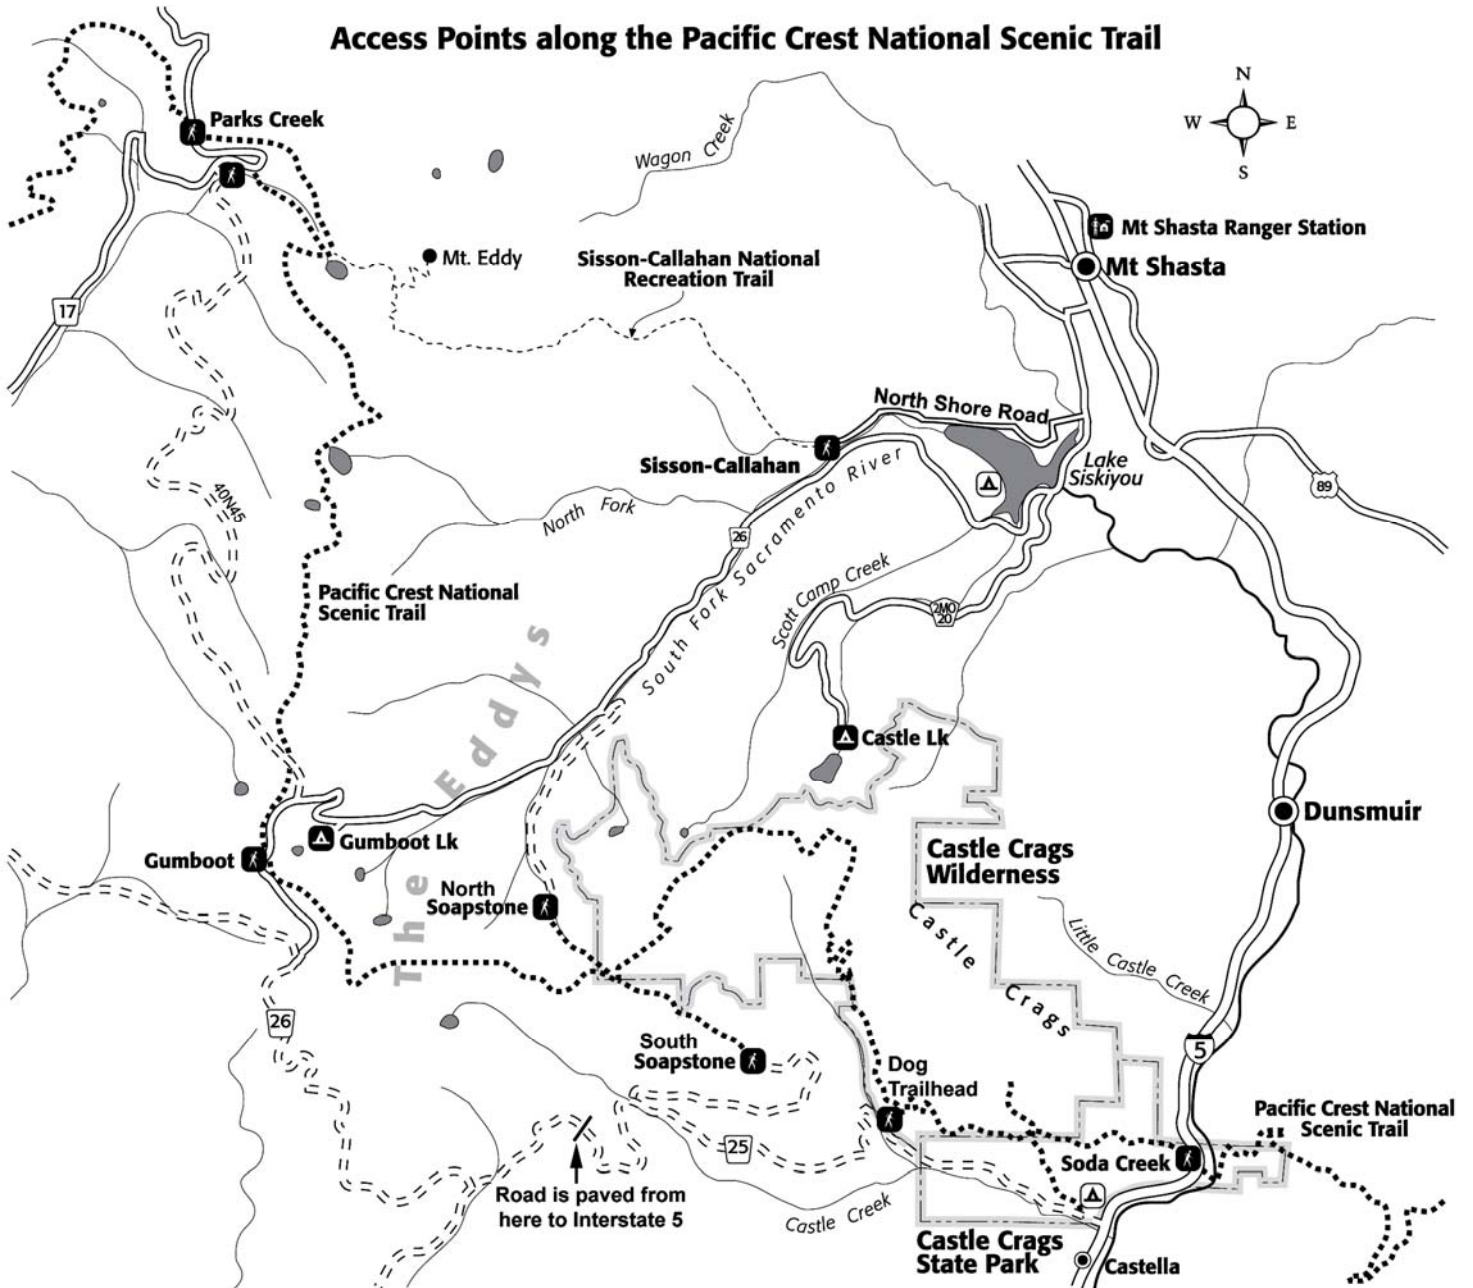 Access Points along the Pacific Crest National Scenic Trail
N
W E
S
Parks Creek
Wagon Creek
Mt Shasta Ranger Station
Mt Shasta
Mt. Eddy
Sisson-Callahan National
Recreation Trail
17
North Shore Road
Sisson-Callahan
Lake
Siskiyou
89
40N45
North Fork
26
South Fork Sacramento River
Scott Camp Creek
2M0
20
Pacific Crest National
Scenic Trail
The Eddys
Castle Lk
Dunsmuir
Gumboot Lk
Gumboot
Castle Crags
Wilderness
North
Soapstone
Castle Crags
Little Castle Creek
26
South
Soapstone
5
Dog
Trailhead
Pacific Crest National
Scenic Trail
25
Soda Creek
Road is paved from
here to Interstate 5
Castle Creek
Castle Crags
State Park
Castella